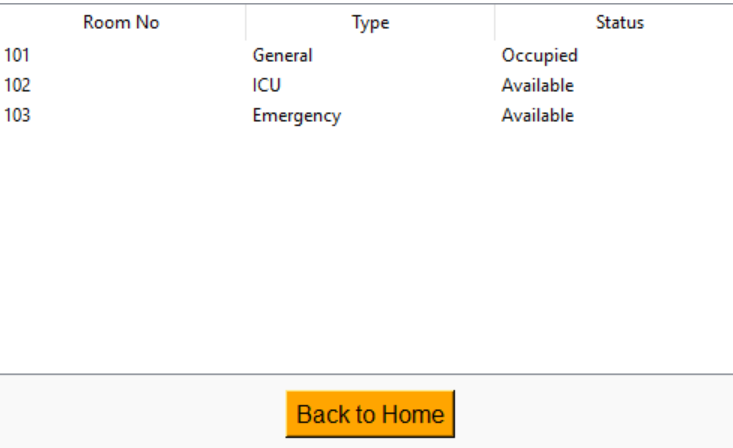 Room No Type Status
101 General Occupied
102 ICU Available
103 Emergency Available
Back to Home